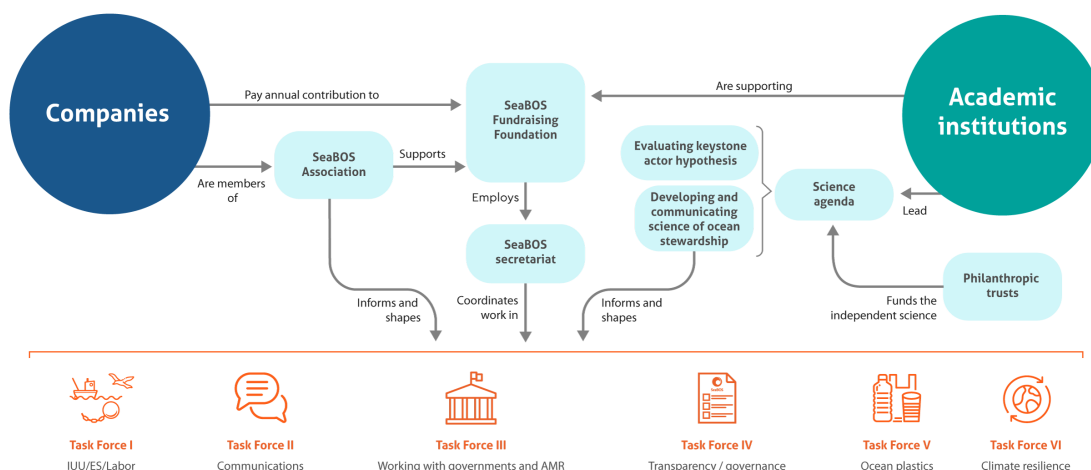 Companies
Pay annual contribution to
SeaBOS
Fundraising
Foundation
Are supporting
Academic
institutions
Are members
of
SeaBOS
Association
Supports
Evaluating keystone
actor hypothesis
Developing and
communicating
science of ocean
stewardship
Science
agenda
Lead
Employs
SeaBOS
secretariat
Philanthropic
trusts
Funds the
independent science
Informs and
shapes
Coordinates
work in
Informs and
shapes
SeaBOS
Task Force I
IUU/ES/Labor
Task Force II
Communications
Task Force III
Working with governments and AMR
Task Force IV
Transparency / governance
Task Force V
Ocean plastics
Task Force VI
Climate resilience